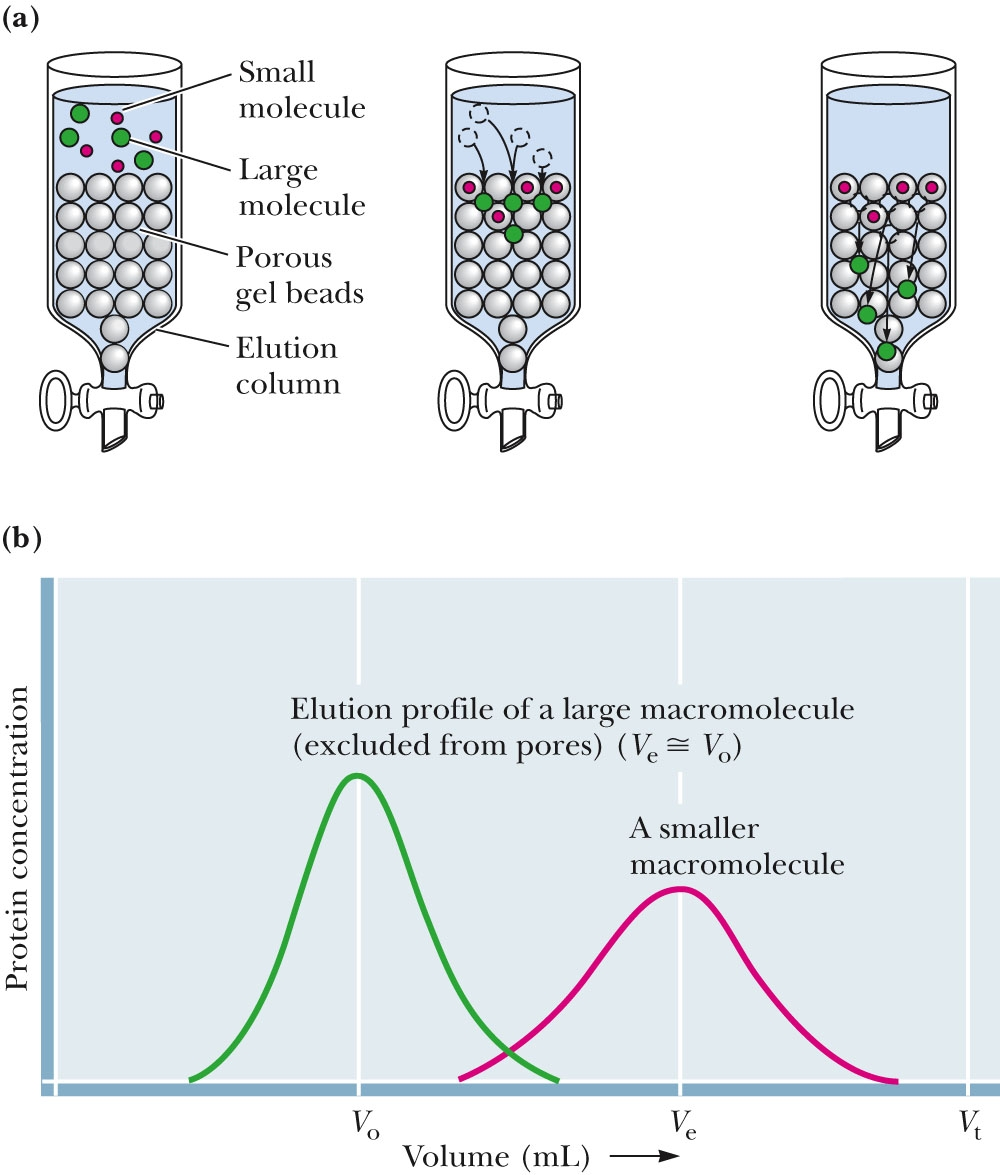 (a)
Small
molecule
Large
molecule
Porous
gel beads
Elution
column
(b)
Protein concentration
Elution profile of a large macromolecule
(excluded from pores) (Ve ≅ Vo)
A smaller
macromolecule
Vo
Ve
Vt
Volume (mL) →